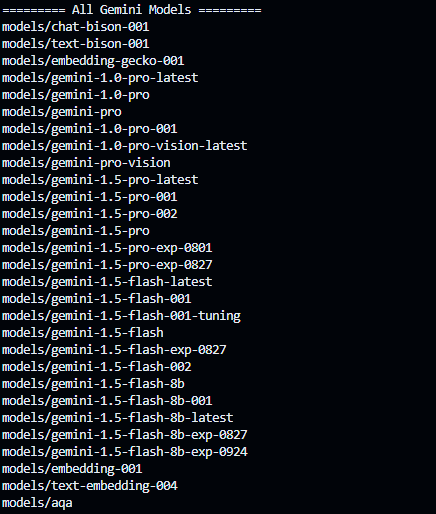 ========= All Gemini Models =========
models/chat-bison-001
models/text-bison-001
models/embedding-gecko-001
models/gemini-1.0-pro-latest
models/gemini-1.0-pro
models/gemini-pro
models/gemini-1.0-pro-001
models/gemini-1.0-pro-vision-latest
models/gemini-pro-vision
models/gemini-1.5-pro-latest
models/gemini-1.5-pro-001
models/gemini-1.5-pro-002
models/gemini-1.5-pro
models/gemini-1.5-pro-exp-0801
models/gemini-1.5-pro-exp-0827
models/gemini-1.5-flash-latest
models/gemini-1.5-flash-001
models/gemini-1.5-flash-001-tuning
models/gemini-1.5-flash
models/gemini-1.5-flash-exp-0827
models/gemini-1.5-flash-002
models/gemini-1.5-flash-8b
models/gemini-1.5-flash-8b-001
models/gemini-1.5-flash-8b-latest
models/gemini-1.5-flash-8b-exp-0827
models/gemini-1.5-flash-8b-exp-0924
models/embedding-001
models/text-embedding-004
models/aqa